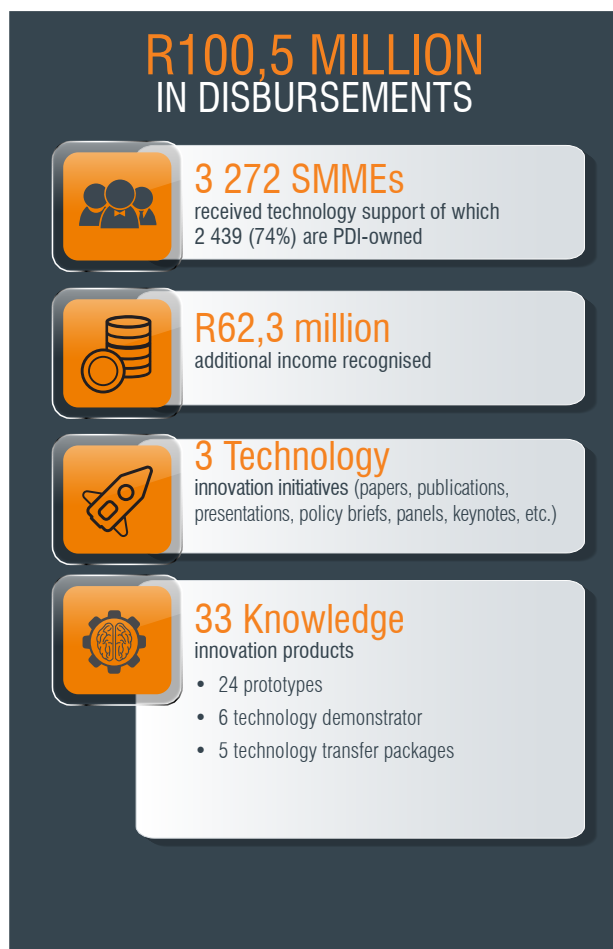 R100,5 MILLION
IN DISBURSEMENTS
3 272 SMMEs
received technology support of which
2 439 (74%) are PDI-owned
R62,3 million
additional income recognised
3 Technology
innovation initiatives (papers, publications,
presentations, policy briefs, panels, keynotes, etc.)
33 Knowledge
innovation products
• 24 prototypes
• 6 technology demonstrator
• 5 technology transfer packages